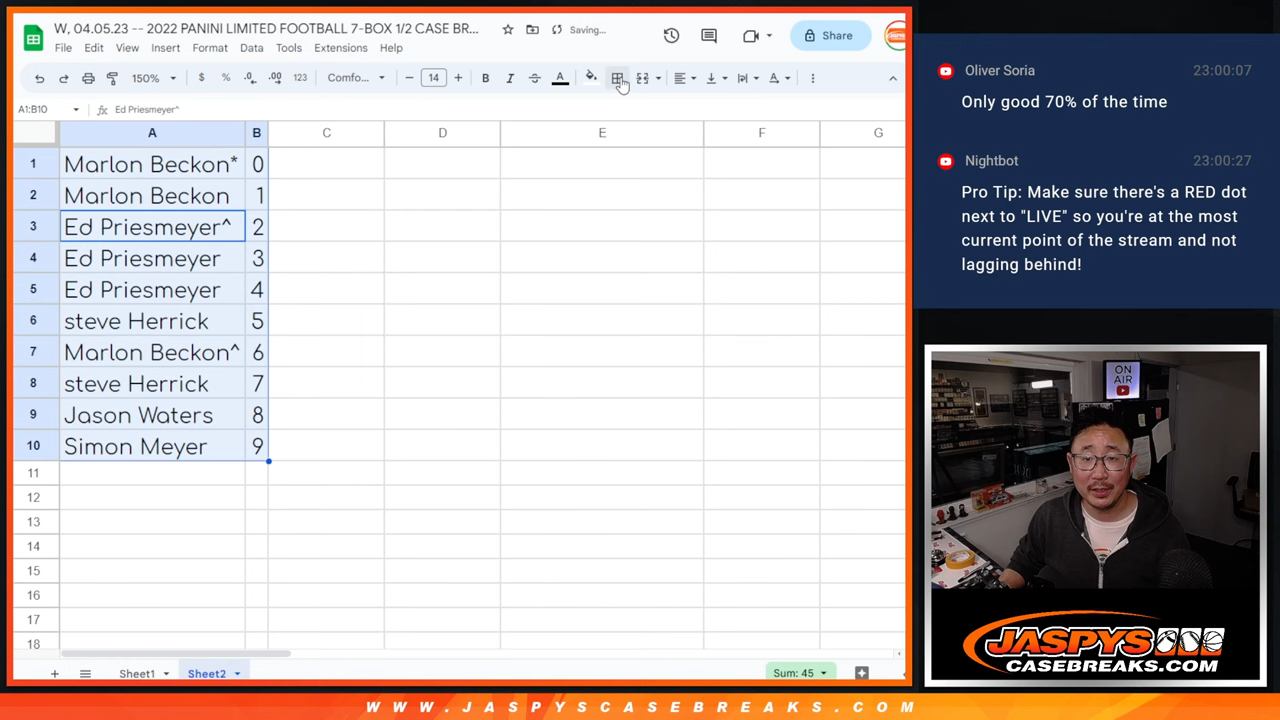 W, 04.05.23 -- 2022 PANINI LIMITED FOOTBALL 7-BOX 1/2 CASE BR...
Saving...
Share
File Edit View Insert Format Data Tools Extensions Help
150% $ % .0 .00 123 Comfo... - 14 + B I S A
A1:B10 fx Ed Priesmeyer^
A B C D E F G
1 Marlon Beckon* 0
2 Marlon Beckon 1
3 Ed Priesmeyer^ 2
4 Ed Priesmeyer 3
5 Ed Priesmeyer 4
6 steve Herrick 5
7 Marlon Beckon^ 6
8 steve Herrick 7
9 Jason Waters 8
10 Simon Meyer 9
11
12
13
14
15
16
17
18
+ Sheet1 Sheet2 Sum: 45
Oliver Soria 23:00:07
Only good 70% of the time
Nightbot 23:00:27
Pro Tip: Make sure there's a RED dot
next to "LIVE" so you're at the most
current point of the stream and not
lagging behind!
ON
AIR
JASPYS
CASEBREAKS.COM
WWW.JASPYSCASEBREAKS.COM